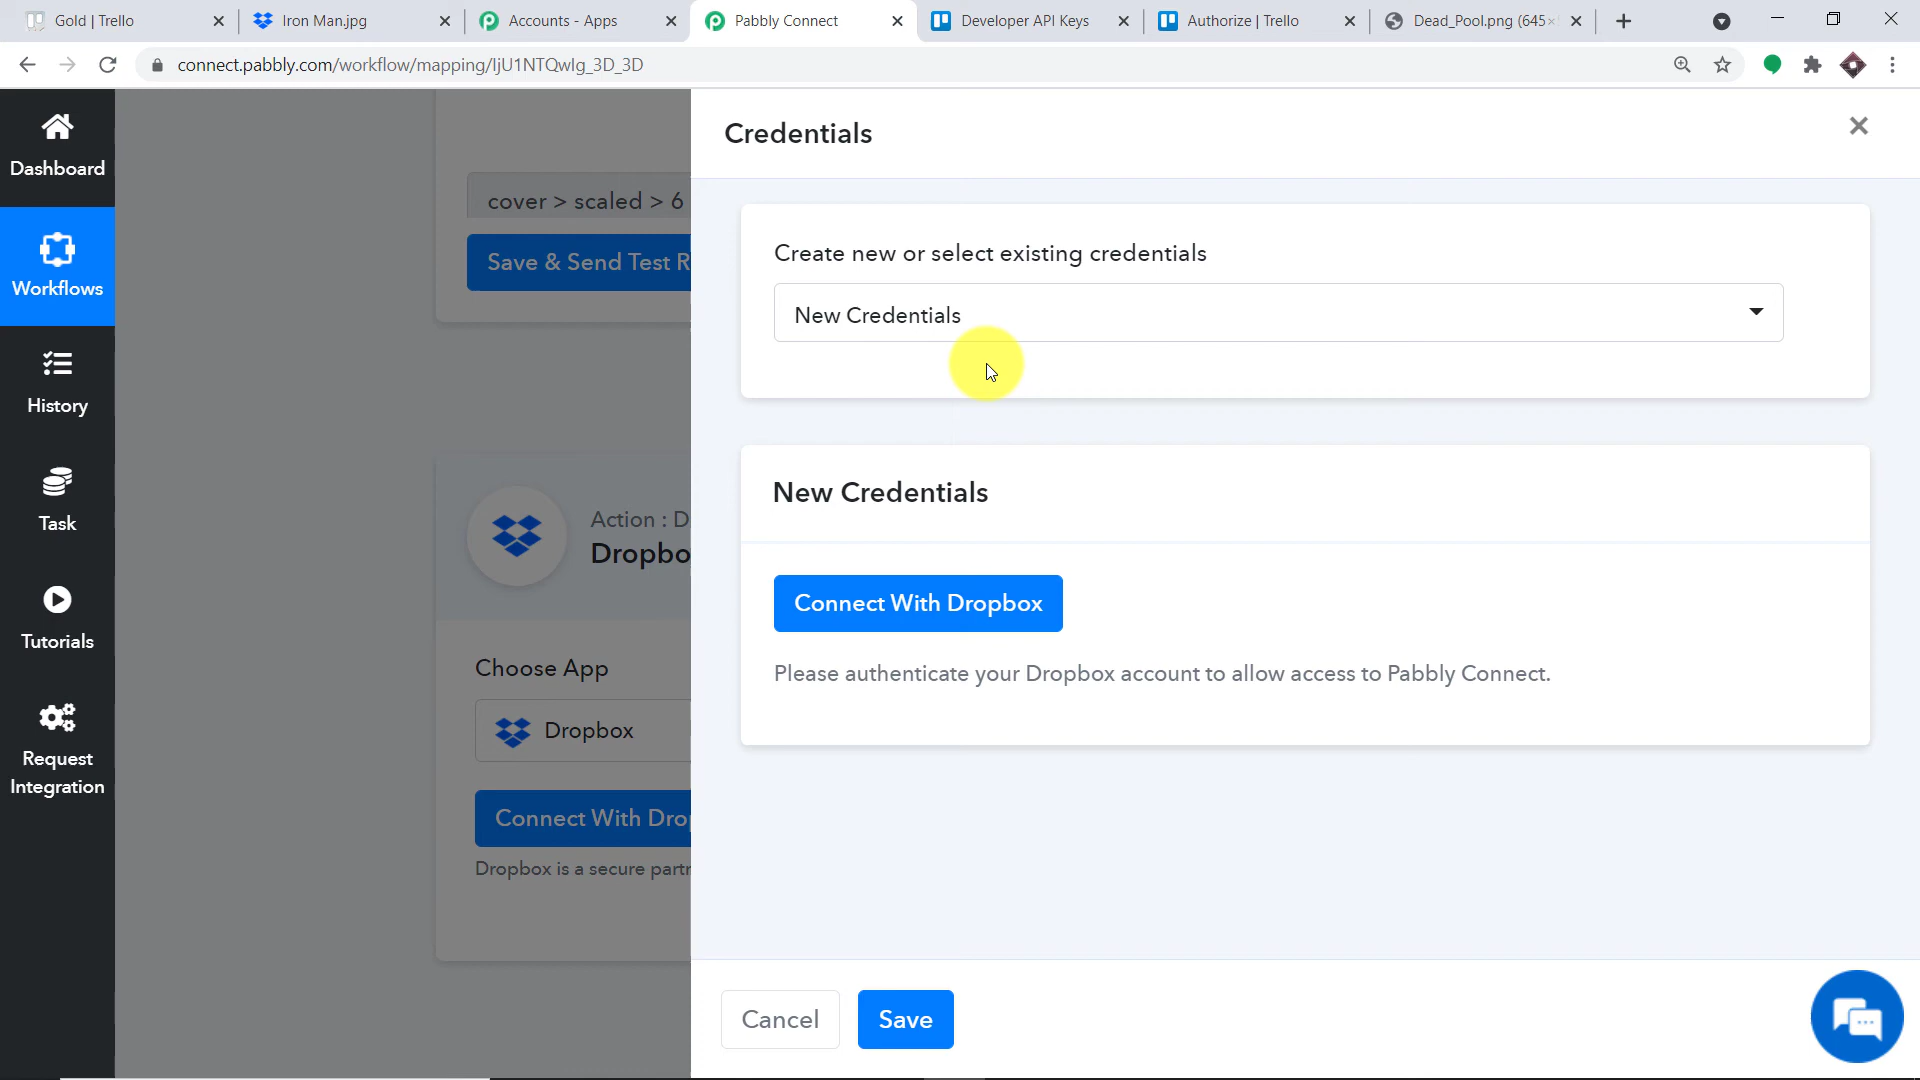 Gold | Trello
Iron Man.jpg
Accounts - Apps
Pabbly Connect
Developer API Keys
Authorize | Trello
Dead_Pool.png (645×
connect.pabbly.com/workflow/mapping/IjU1NTQwIg_3D_3D
Dashboard
Workflows
History
Task
Tutorials
Request
Integration
cover > scaled > 6
Save & Send Test R
Action : D
Dropbo
Choose App
Dropbox
Connect With Dro
Dropbox is a secure partn
Credentials
Create new or select existing credentials
New Credentials
New Credentials
Connect With Dropbox
Please authenticate your Dropbox account to allow access to Pabbly Connect.
Cancel
Save